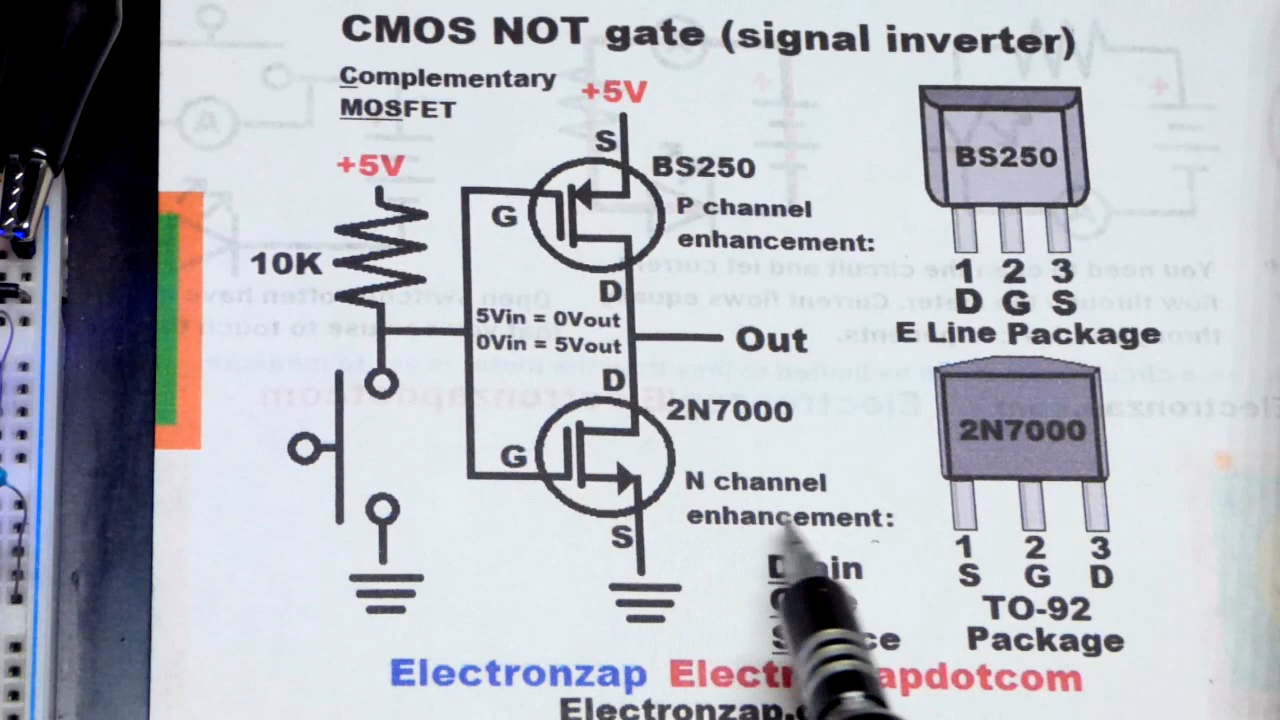 CMOS NOT gate (signal inverter)
Complementary
MOSFET
+5V
+5V
10K
S
BS250
G
P channel
enhancement:
D
5Vin = 0Vout
0Vin = 5Vout
Out
D
2N7000
G
N channel
enhancement:
S
BS250
1 2 3
D G S
E Line Package
2N7000
1 2 3
S G D
TO-92
Package
Electronzap
Electronzap.